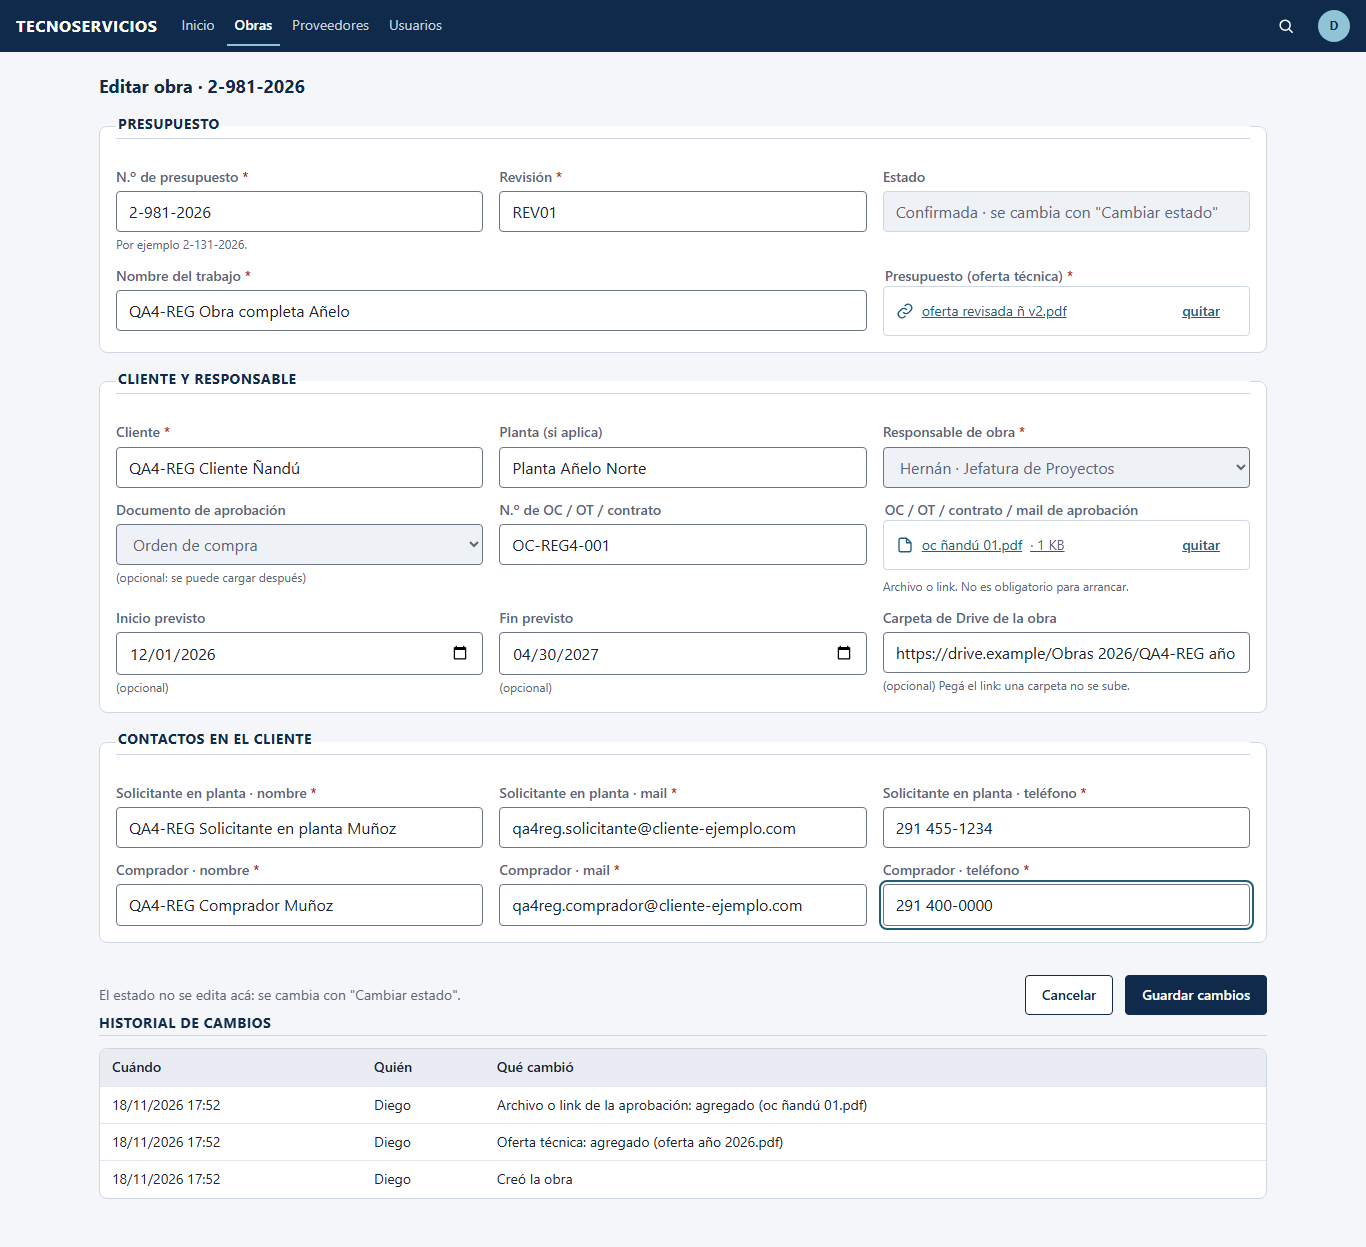 TECNOSERVICIOS Inicio Obras Proveedores Usuarios D
Editar obra · 2-981-2026
PRESUPUESTO
N.º de presupuesto * Revisión * Estado
2-981-2026 REV01 Confirmada · se cambia con "Cambiar estado"
Por ejemplo 2-131-2026.
Nombre del trabajo * Presupuesto (oferta técnica) *
QA4-REG Obra completa Añelo oferta revisada ñ v2.pdf quitar
CLIENTE Y RESPONSABLE
Cliente * Planta (si aplica) Responsable de obra *
QA4-REG Cliente Ñandú Planta Añelo Norte Hernán · Jefatura de Proyectos
Documento de aprobación N.º de OC / OT / contrato OC / OT / contrato / mail de aprobación
Orden de compra OC-REG4-001 oc ñandú 01.pdf · 1 KB quitar
(opcional: se puede cargar después) Archivo o link. No es obligatorio para arrancar.
Inicio previsto Fin previsto Carpeta de Drive de la obra
12/01/2026 04/30/2027 https://drive.example/Obras 2026/QA4-REG año
(opcional) (opcional) (opcional) Pegá el link: una carpeta no se sube.
CONTACTOS EN EL CLIENTE
Solicitante en planta · nombre * Solicitante en planta · mail * Solicitante en planta · teléfono *
QA4-REG Solicitante en planta Muñoz qa4reg.solicitante@cliente-ejemplo.com 291 455-1234
Comprador · nombre * Comprador · mail * Comprador · teléfono *
QA4-REG Comprador Muñoz qa4reg.comprador@cliente-ejemplo.com 291 400-0000
El estado no se edita acá: se cambia con "Cambiar estado". Cancelar Guardar cambios
HISTORIAL DE CAMBIOS
Cuándo Quién Qué cambió
18/11/2026 17:52 Diego Archivo o link de la aprobación: agregado (oc ñandú 01.pdf)
18/11/2026 17:52 Diego Oferta técnica: agregado (oferta año 2026.pdf)
18/11/2026 17:52 Diego Creó la obra